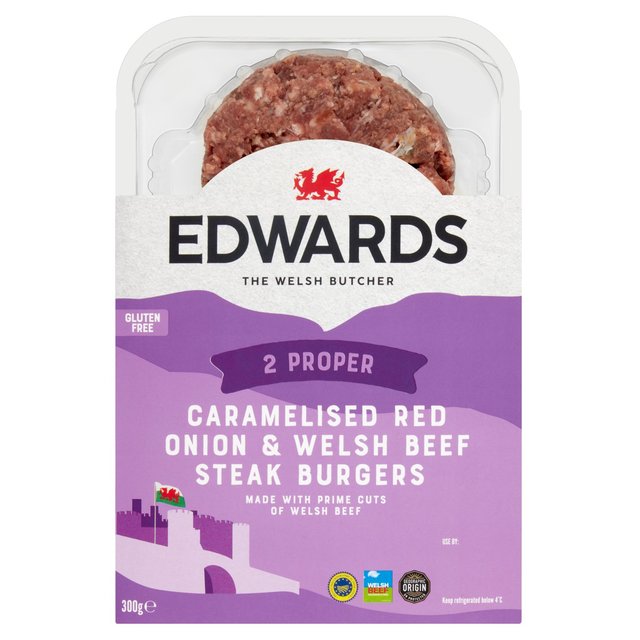 EDWARDS
THE WELSH BUTCHER
GLUTEN
FREE
2 PROPER
CARAMELISED RED
ONION & WELSH BEEF
STEAK BURGERS
MADE WITH PRIME CUTS
OF WELSH BEEF
USE BY:
WELSH
BEEF
GEOGRAPHIC
ORIGIN
300g℮
Keep refrigerated below 4°C